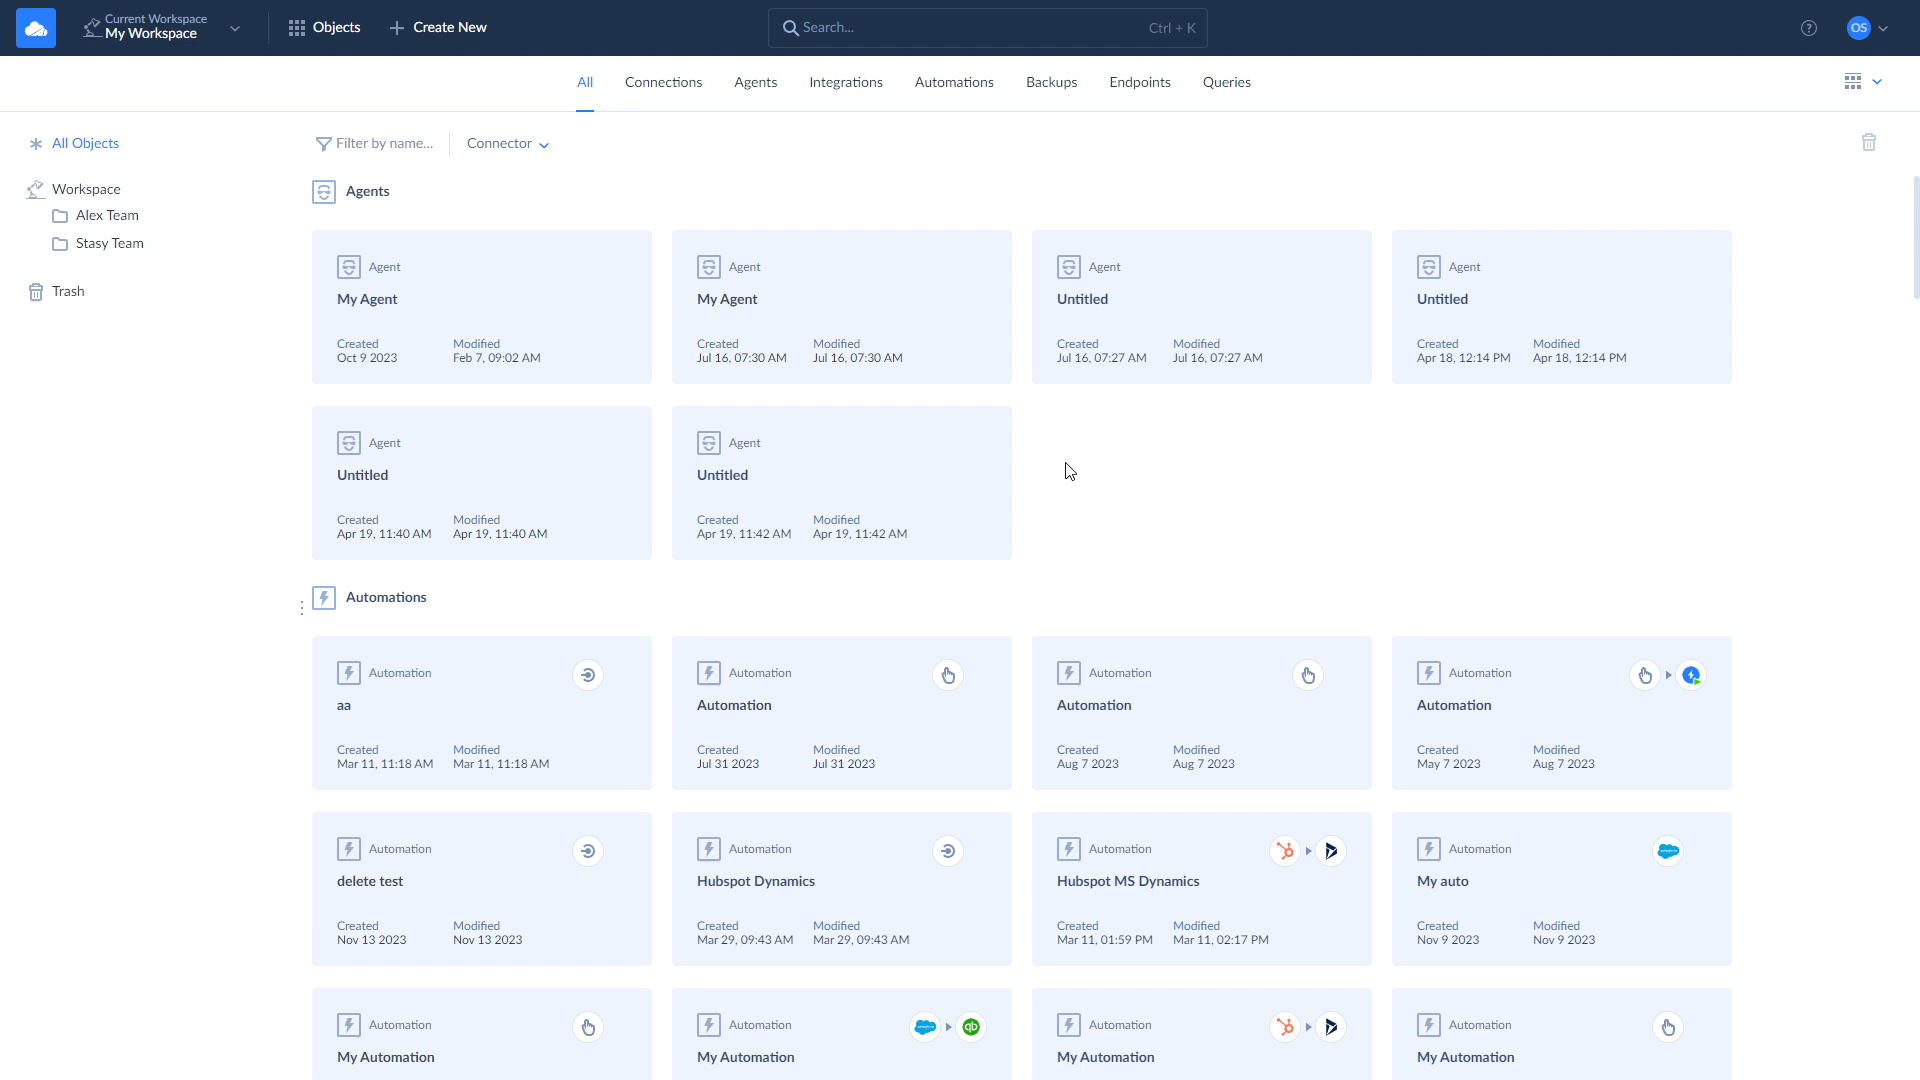 Current Workspace
My Workspace
Objects
Create New
Search...
Ctrl + K
OS
All
Connections
Agents
Integrations
Automations
Backups
Endpoints
Queries
All Objects
Workspace
Alex Team
Stasy Team
Trash
Filter by name...
Connector
Agents
Agent
My Agent
Created Modified
Oct 9 2023 Feb 7, 09:02 AM
Agent
My Agent
Created Modified
Jul 16, 07:30 AM Jul 16, 07:30 AM
Agent
Untitled
Created Modified
Jul 16, 07:27 AM Jul 16, 07:27 AM
Agent
Untitled
Created Modified
Apr 18, 12:14 PM Apr 18, 12:14 PM
Agent
Untitled
Created Modified
Apr 19, 11:40 AM Apr 19, 11:40 AM
Agent
Untitled
Created Modified
Apr 19, 11:42 AM Apr 19, 11:42 AM
Automations
Automation
aa
Created Modified
Mar 11, 11:18 AM Mar 11, 11:18 AM
Automation
Automation
Created Modified
Jul 31 2023 Jul 31 2023
Automation
Automation
Created Modified
Aug 7 2023 Aug 7 2023
Automation
Automation
Created Modified
May 7 2023 Aug 7 2023
Automation
delete test
Created Modified
Nov 13 2023 Nov 13 2023
Automation
Hubspot Dynamics
Created Modified
Mar 29, 09:43 AM Mar 29, 09:43 AM
Automation
Hubspot MS Dynamics
Created Modified
Mar 11, 01:59 PM Mar 11, 02:17 PM
Automation
My auto
Created Modified
Nov 9 2023 Nov 9 2023
Automation
My Automation
Automation
qb
My Automation
Automation
My Automation
Automation
My Automation